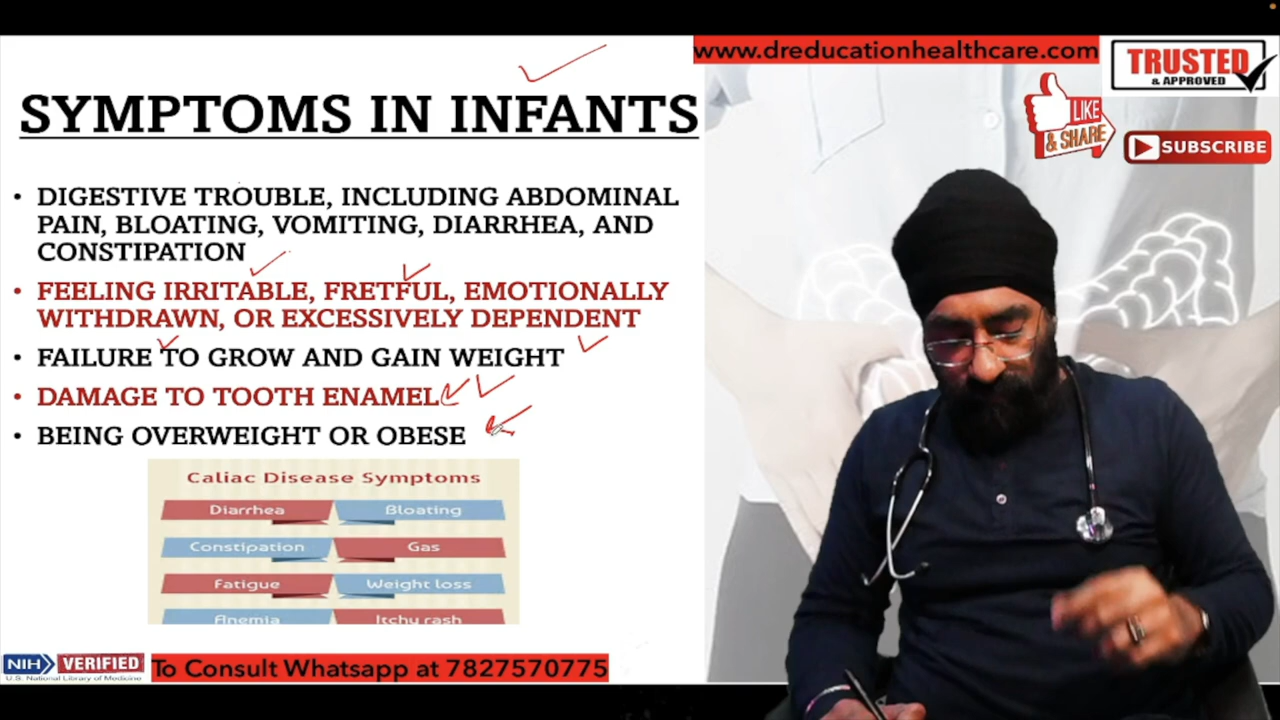 www.dreducationhealthcare.com
TRUSTED
& APPROVED
LIKE
& SHARE
SUBSCRIBE
SYMPTOMS IN INFANTS
• DIGESTIVE TROUBLE, INCLUDING ABDOMINAL
PAIN, BLOATING, VOMITING, DIARRHEA, AND
CONSTIPATION
• FEELING IRRITABLE, FRETFUL, EMOTIONALLY
WITHDRAWN, OR EXCESSIVELY DEPENDENT
• FAILURE TO GROW AND GAIN WEIGHT
• DAMAGE TO TOOTH ENAMEL
• BEING OVERWEIGHT OR OBESE
Caliac Disease Symptoms
Diarrhea Bloating
Constipation Gas
Fatigue Weight loss
Anemia Itchy rash
NIH VERIFIED
U.S. National Library of Medicine
To Consult Whatsapp at 7827570775